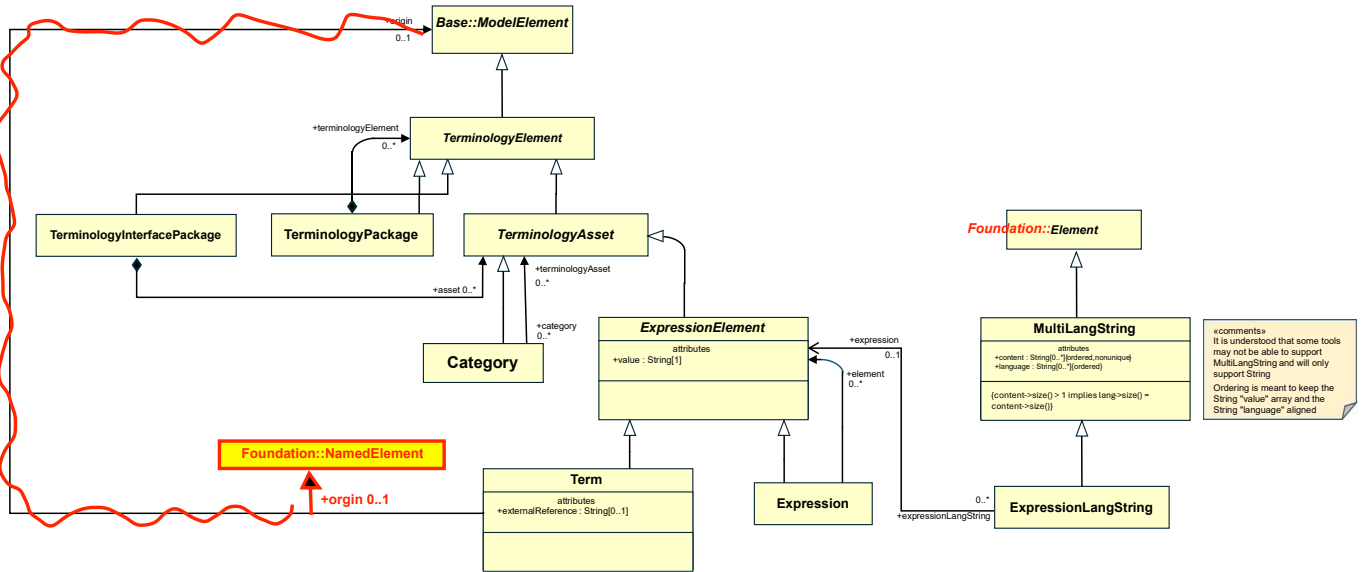 +origin
0..1
Base::ModelElement
+terminologyElement
0..*
TerminologyElement
TerminologyInterfacePackage
TerminologyPackage
TerminologyAsset
Foundation::Element
+asset 0..*
+terminologyAsset
0..*
+category
0..*
Category
ExpressionElement
attributes
+value : String[1]
+expression
0..1
+element
0..*
MultiLangString
attributes
+content : String[0..*]{ordered,nonunique}
+language : String[0..*]{ordered}
{content->size() > 1 implies lang->size() =
content->size()}
«comments»
It is understood that some tools
may not be able to support
MultiLangString and will only
support String
Ordering is meant to keep the
String "value" array and the
String "language" aligned
Foundation::NamedElement
+orgin 0..1
Term
attributes
+externalReference : String[0..1]
Expression
0..*
+expressionLangString
ExpressionLangString